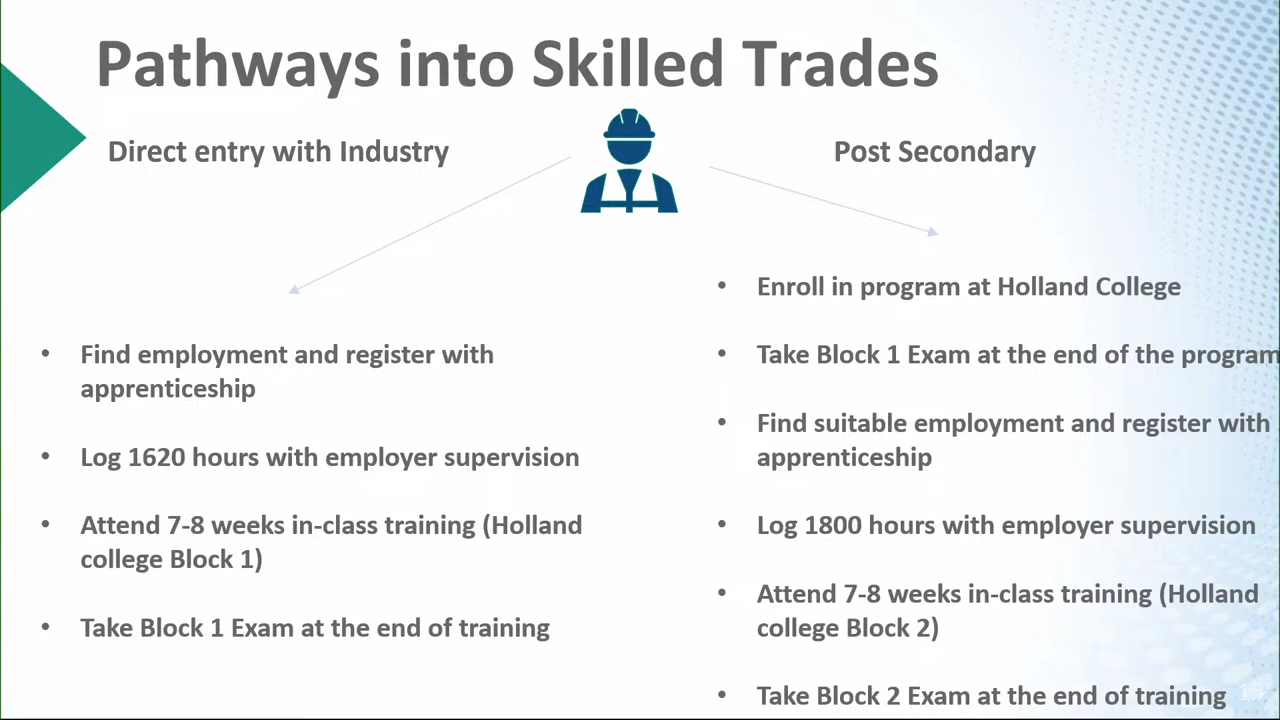 Pathways into Skilled Trades
Direct entry with Industry
• Find employment and register with
apprenticeship
• Log 1620 hours with employer supervision
• Attend 7-8 weeks in-class training (Holland
college Block 1)
• Take Block 1 Exam at the end of training
Post Secondary
• Enroll in program at Holland College
• Take Block 1 Exam at the end of the program
• Find suitable employment and register with
apprenticeship
• Log 1800 hours with employer supervision
• Attend 7-8 weeks in-class training (Holland
college Block 2)
• Take Block 2 Exam at the end of training